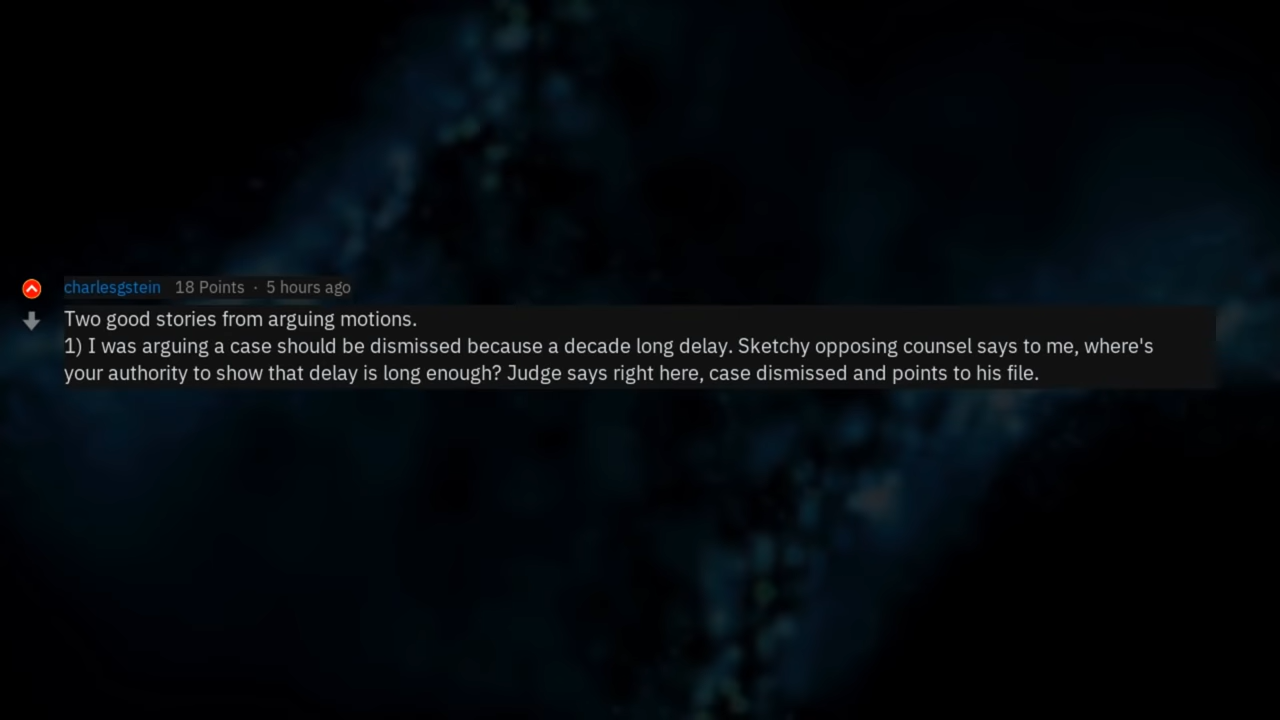 charlesgstein 18 Points · 5 hours ago
Two good stories from arguing motions.
1) I was arguing a case should be dismissed because a decade long delay. Sketchy opposing counsel says to me, where's
your authority to show that delay is long enough? Judge says right here, case dismissed and points to his file.